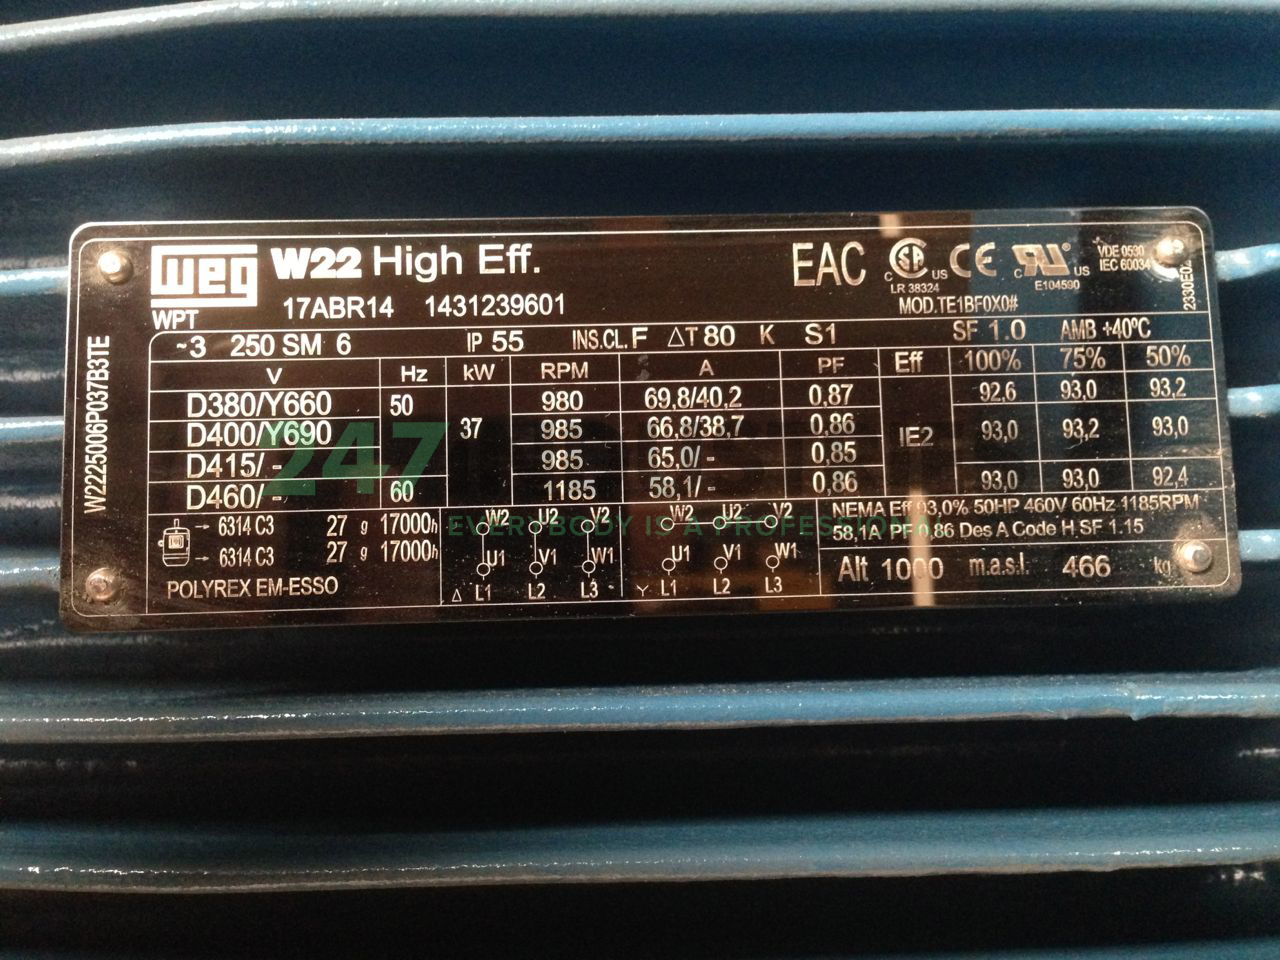 weg W22 High Eff.
WPT
17ABR14 1431239601
EAC
CSA C US LR 38324
CE
C UR US E104590
VDE 0530
IEC 60034
MOD.TE1BF0X0#
W2225006P037B3TE
~3 250 SM 6 IP 55 INS.CL.F ΔT 80 K S1 SF 1.0 AMB +40ºC
V Hz kW RPM A PF Eff 100% 75% 50%
D380/Y660 50 37 980 69,8/40,2 0,87 IE2 92,6 93,0 93,2
D400/Y690 985 66,8/38,7 0,86 93,0 93,2 93,0
D415/- 985 65,0/- 0,85
D460/- 60 1185 58,1/- 0,86 93,0 93,0 92,4
247
EVERYBODY IS A PROFESSIONAL
→ 6314 C3 27 g 17000h
→ 6314 C3 27 g 17000h
POLYREX EM-ESSO
W2 U2 V2
U1 V1 W1
Δ L1 L2 L3
W2 U2 V2
U1 V1 W1
Y L1 L2 L3
NEMA Eff 93,0% 50HP 460V 60Hz 1185RPM
58,1A PF 0,86 Des A Code H SF 1.15
Alt 1000 m.a.s.l. 466 kg